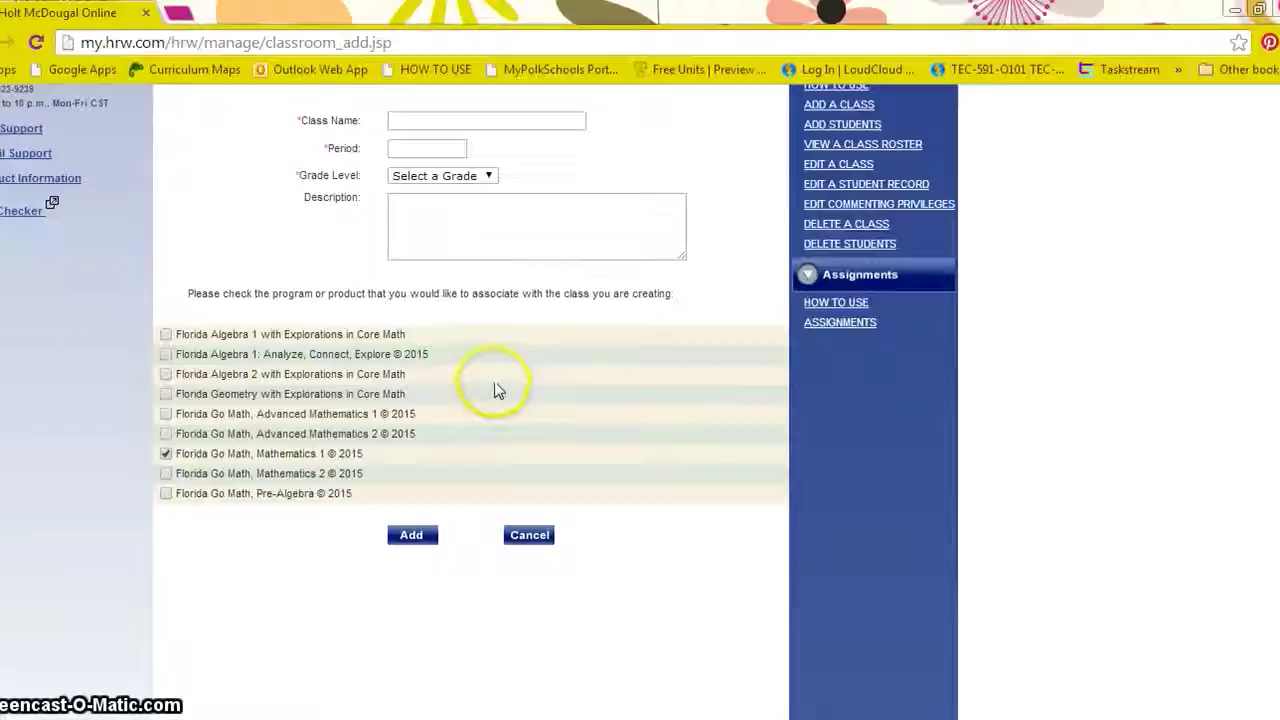 Holt McDougal Online ×
my.hrw.com/hrw/manage/classroom_add.jsp
Google Apps Curriculum Maps Outlook Web App HOW TO USE MyPolkSchools Port... Free Units | Preview ... Log In | LoudCloud ... TEC-591-O101 TEC-... Taskstream » Other book
23-9239
to 10 p.m., Mon-Fri CST
Support
il Support
uct Information
Checker
*Class Name:
*Period:
*Grade Level: Select a Grade
Description:
Please check the program or product that you would like to associate with the class you are creating:
Florida Algebra 1 with Explorations in Core Math
Florida Algebra 1: Analyze, Connect, Explore © 2015
Florida Algebra 2 with Explorations in Core Math
Florida Geometry with Explorations in Core Math
Florida Go Math, Advanced Mathematics 1 © 2015
Florida Go Math, Advanced Mathematics 2 © 2015
Florida Go Math, Mathematics 1 © 2015
Florida Go Math, Mathematics 2 © 2015
Florida Go Math, Pre-Algebra © 2015
Add Cancel
HOW TO USE
ADD A CLASS
ADD STUDENTS
VIEW A CLASS ROSTER
EDIT A CLASS
EDIT A STUDENT RECORD
EDIT COMMENTING PRIVILEGES
DELETE A CLASS
DELETE STUDENTS
Assignments
HOW TO USE
ASSIGNMENTS
eencast-O-Matic.com